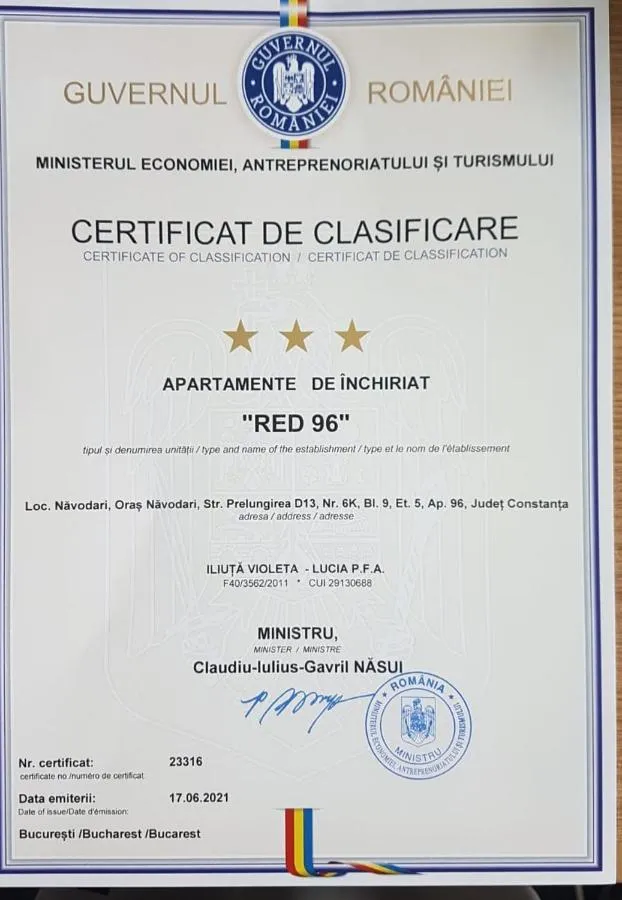 GUVERNUL ROMÂNIEI
GUVERNUL ROMÂNIEI
MINISTERUL ECONOMIEI, ANTREPRENORIATULUI ȘI TURISMULUI
CERTIFICAT DE CLASIFICARE
CERTIFICATE OF CLASSIFICATION / CERTIFICAT DE CLASSIFICATION
APARTAMENTE DE ÎNCHIRIAT
"RED 96"
tipul și denumirea unității / type and name of the establishment / type et le nom de l'établissement
Loc. Năvodari, Oraș Năvodari, Str. Prelungirea D13, Nr. 6K, Bl. 9, Et. 5, Ap. 96, Județ Constanța
adresa / address / adresse
ILIUȚĂ VIOLETA - LUCIA P.F.A.
F40/3562/2011 * CUI 29130688
MINISTRU,
MINISTER / MINISTRE
Claudiu-Iulius-Gavril NĂSUI
ROMÂNIA
MINISTERUL ECONOMIEI, ANTREPRENORIATULUI ȘI TURISMULUI
MINISTRU
Nr. certificat: 23316
certificate no./numéro de certificat
Data emiterii: 17.06.2021
Date of issue/Date d'émission:
București /Bucharest /Bucarest